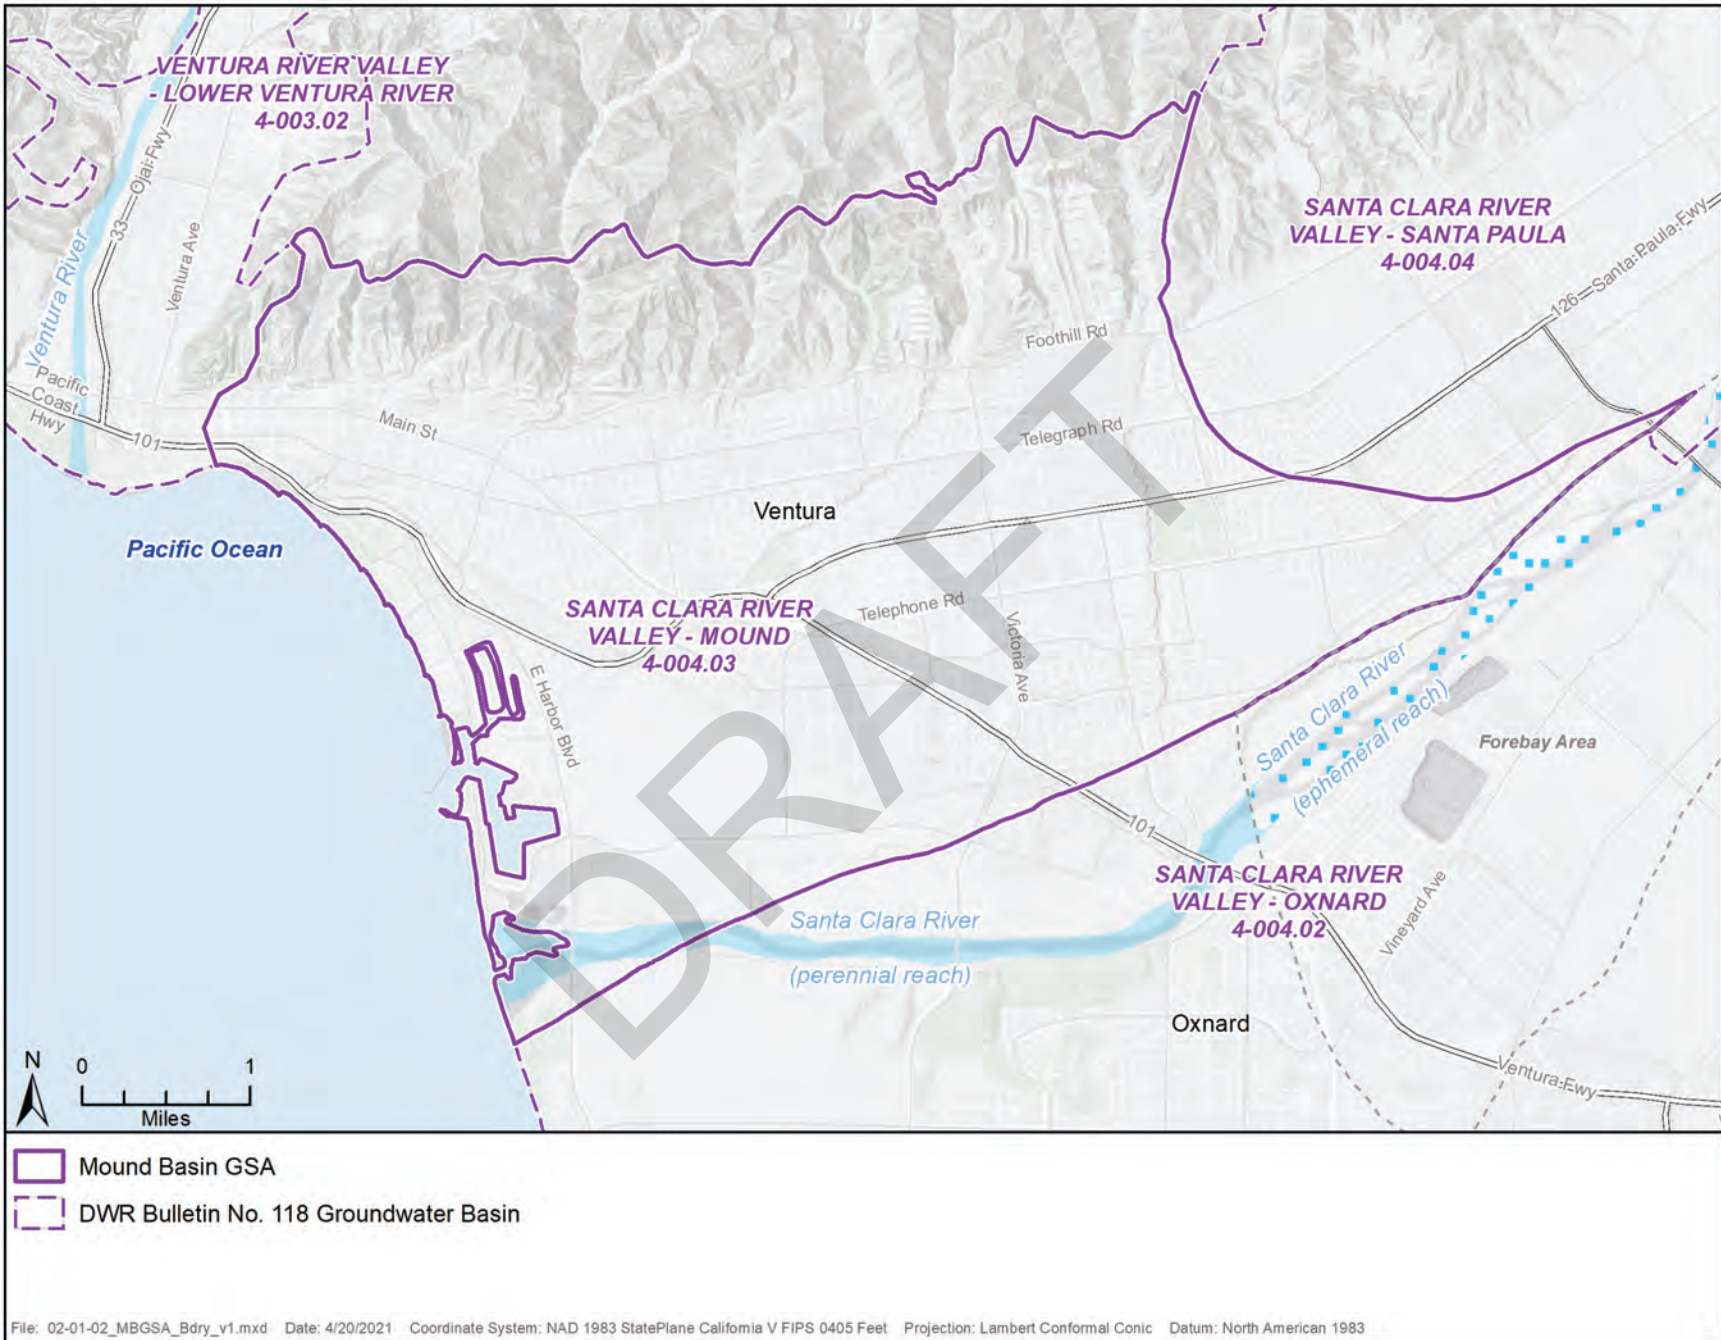 VENTURA RIVER VALLEY
- LOWER VENTURA RIVER
4-003.02
33
Ojai Fwy
Ventura Ave
Ventura River
SANTA CLARA RIVER
VALLEY - SANTA PAULA
4-004.04
126
Santa Paula Fwy
Foothill Rd
Pacific
Coast
Hwy
101
Main St
Telegraph Rd
Ventura
Pacific Ocean
SANTA CLARA RIVER
VALLEY - MOUND
4-004.03
Telephone Rd
Victoria Ave
E Harbor Blvd
Santa Clara River
(ephemeral reach)
Forebay Area
101
SANTA CLARA RIVER
VALLEY - OXNARD
4-004.02
Vineyard Ave
Santa Clara River
(perennial reach)
Oxnard
Ventura Fwy
DRAFT
N
0 1
Miles
Mound Basin GSA
DWR Bulletin No. 118 Groundwater Basin
File: 02-01-02_MBGSA_Bdry_v1.mxd Date: 4/20/2021 Coordinate System: NAD 1983 StatePlane California V FIPS 0405 Feet Projection: Lambert Conformal Conic Datum: North American 1983